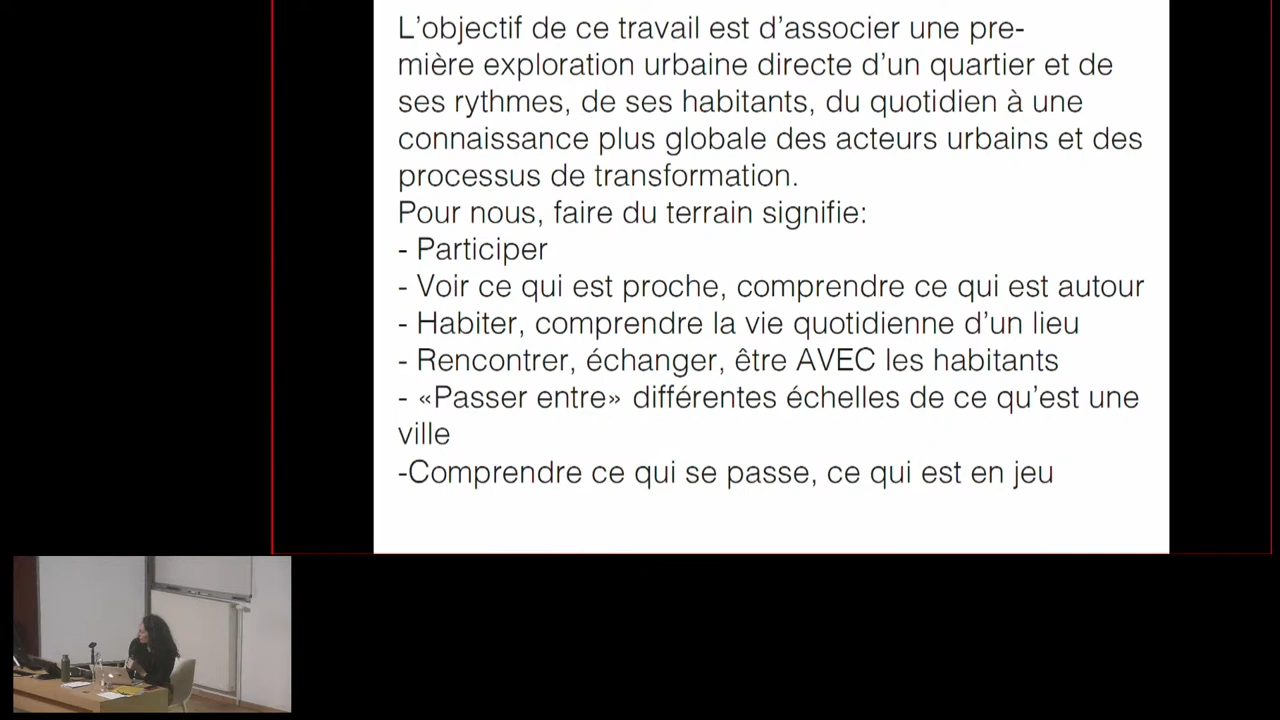 L’objectif de ce travail est d’associer une pre-
mière exploration urbaine directe d’un quartier et de
ses rythmes, de ses habitants, du quotidien à une
connaissance plus globale des acteurs urbains et des
processus de transformation.
Pour nous, faire du terrain signifie:
- Participer
- Voir ce qui est proche, comprendre ce qui est autour
- Habiter, comprendre la vie quotidienne d’un lieu
- Rencontrer, échanger, être AVEC les habitants
- «Passer entre» différentes échelles de ce qu’est une
ville
-Comprendre ce qui se passe, ce qui est en jeu